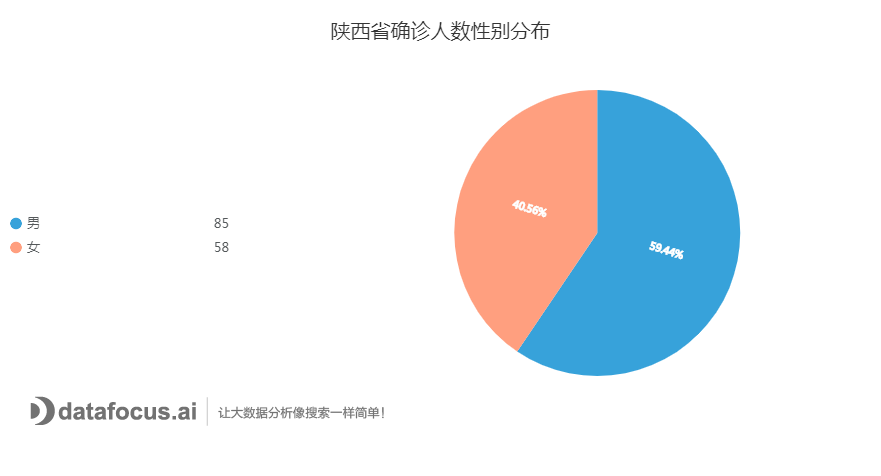 陕西省确诊人数性别分布
40.56%
59.44%
男 85
女 58
datafocus.ai 让大数据分析像搜索一样简单!